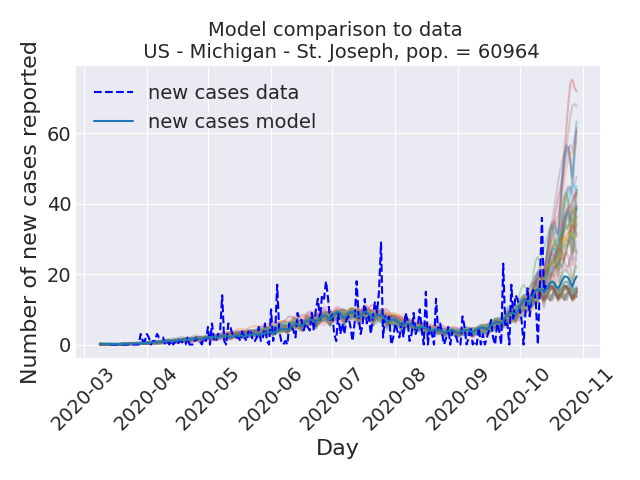 Model comparison to data
US - Michigan - St. Joseph, pop. = 60964
Number of new cases reported
new cases data
new cases model
60
40
20
0
2020-03
2020-04
2020-05
2020-06
2020-07
2020-08
2020-09
2020-10
2020-11
Day